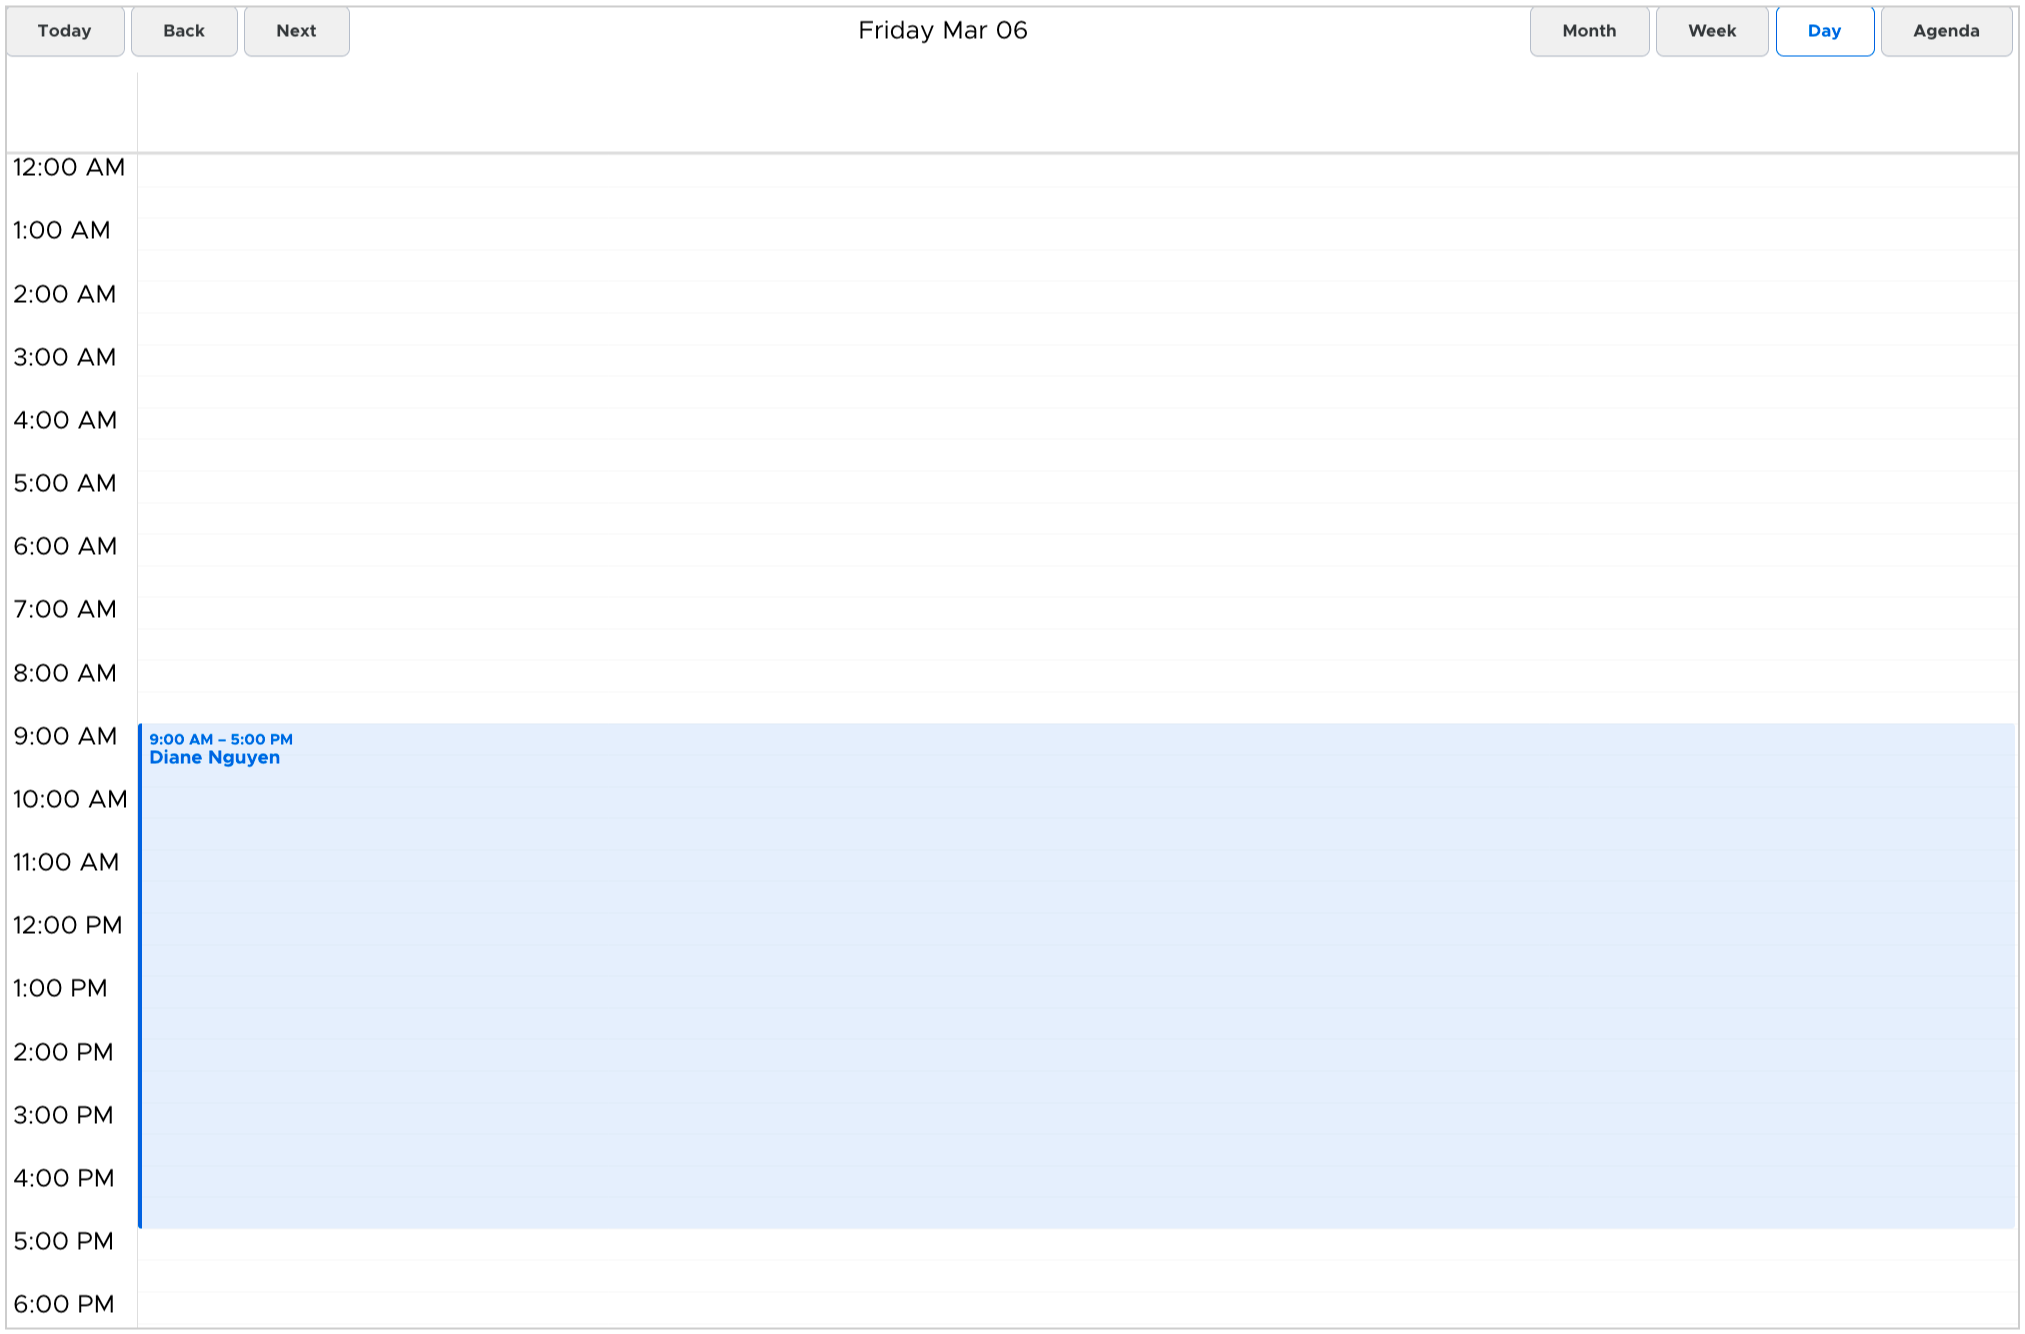 Today Back Next Friday Mar 06 Month Week Day Agenda
12:00 AM
1:00 AM
2:00 AM
3:00 AM
4:00 AM
5:00 AM
6:00 AM
7:00 AM
8:00 AM
9:00 AM
9:00 AM – 5:00 PM
Diane Nguyen
10:00 AM
11:00 AM
12:00 PM
1:00 PM
2:00 PM
3:00 PM
4:00 PM
5:00 PM
6:00 PM